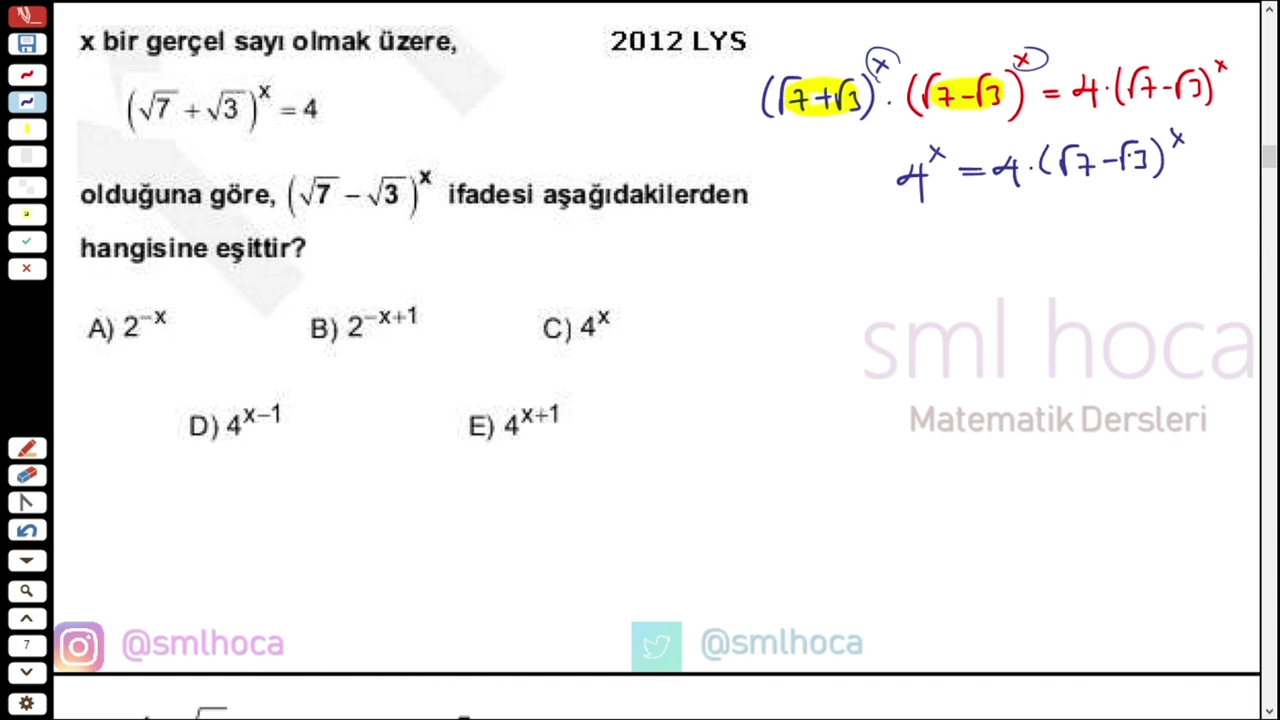 x bir gerçel sayı olmak üzere,
2012 LYS
(√7 + √3)^x = 4
olduğuna göre, (√7 − √3)^x ifadesi aşağıdakilerden
hangisine eşittir?
A) 2^{−x} B) 2^{−x+1} C) 4^x
D) 4^{x−1} E) 4^{x+1}
(√7+√3)^x · (√7−√3)^x = 4·(√7−√3)^x
4^x = 4·(√7−√3)^x
sml hoca
Matematik Dersleri
@smlhoca @smlhoca
7